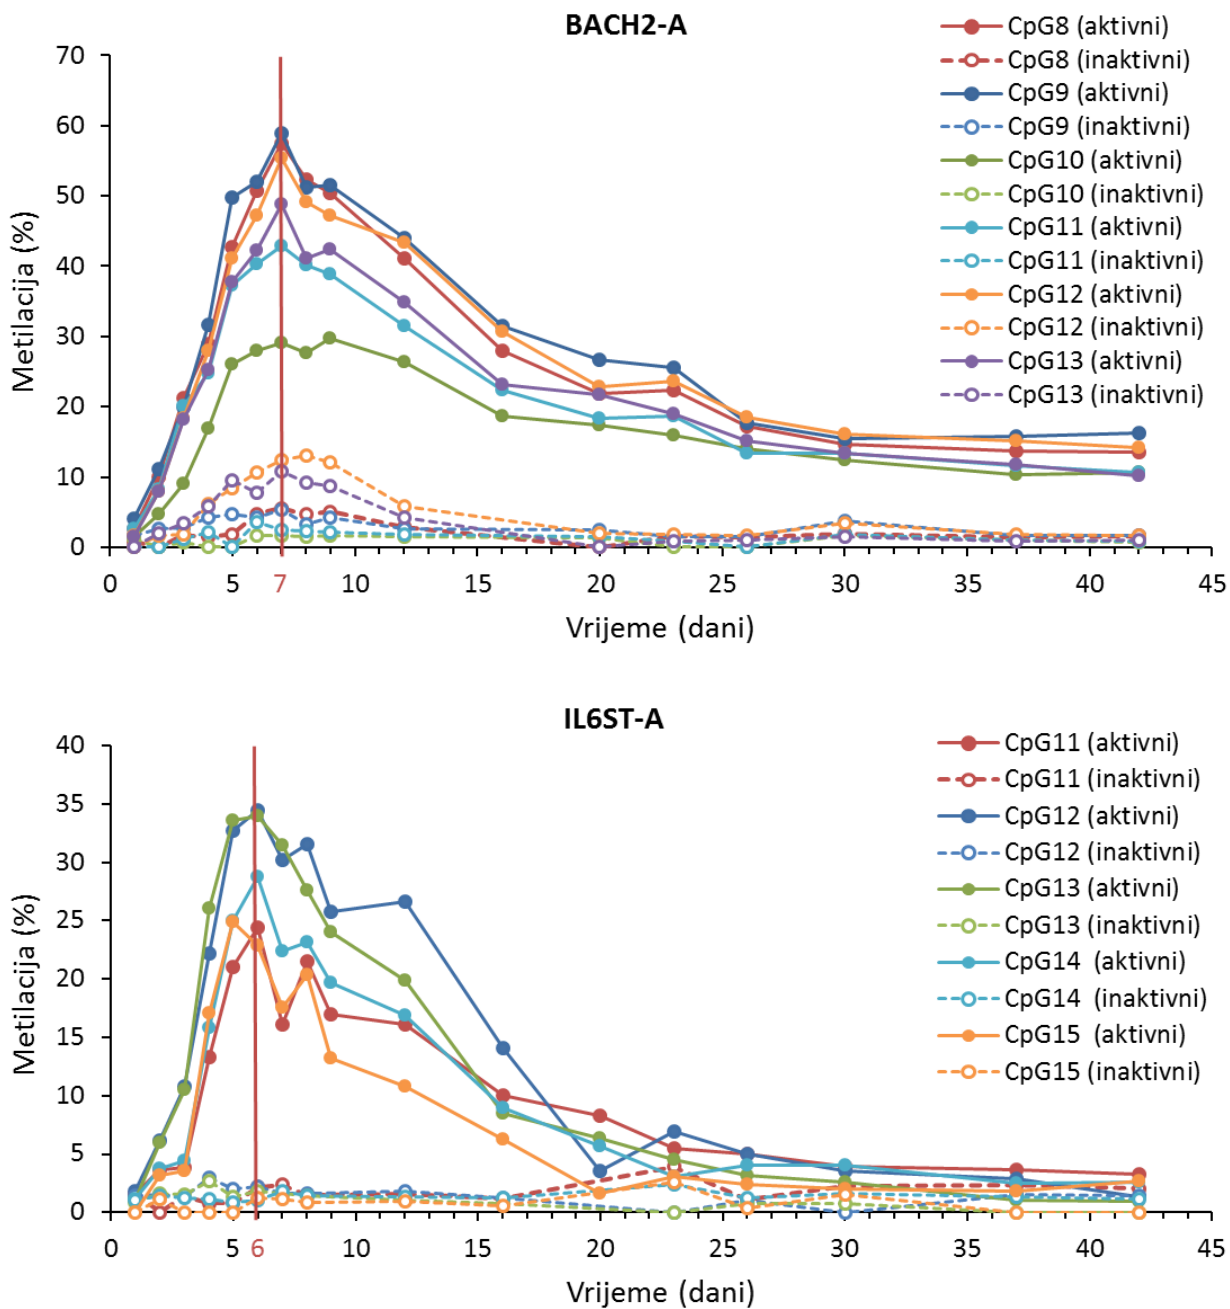 BACH2-A
CpG8 (aktivni)
CpG8 (inaktivni)
CpG9 (aktivni)
CpG9 (inaktivni)
CpG10 (aktivni)
CpG10 (inaktivni)
CpG11 (aktivni)
CpG11 (inaktivni)
CpG12 (aktivni)
CpG12 (inaktivni)
CpG13 (aktivni)
CpG13 (inaktivni)
Metilacija (%)
70
60
50
40
30
20
10
0
0 5 7 10 15 20 25 30 35 40 45
Vrijeme (dani)
IL6ST-A
CpG11 (aktivni)
CpG11 (inaktivni)
CpG12 (aktivni)
CpG12 (inaktivni)
CpG13 (aktivni)
CpG13 (inaktivni)
CpG14 (aktivni)
CpG14 (inaktivni)
CpG15 (aktivni)
CpG15 (inaktivni)
Metilacija (%)
40
35
30
25
20
15
10
5
0
0 5 6 10 15 20 25 30 35 40 45
Vrijeme (dani)